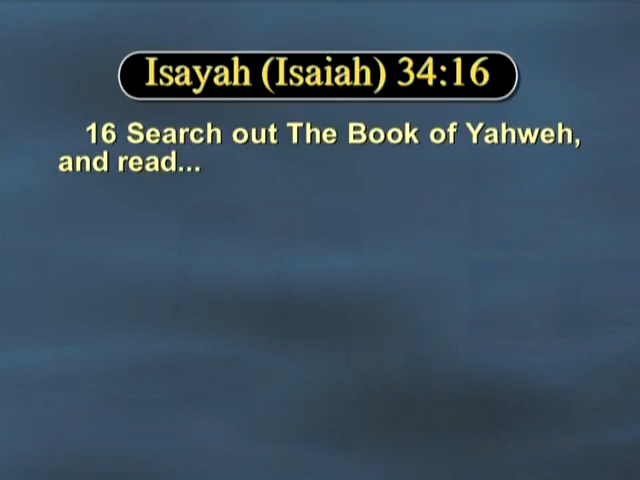 Isayah (Isaiah) 34:16
16 Search out The Book of Yahweh,
and read...